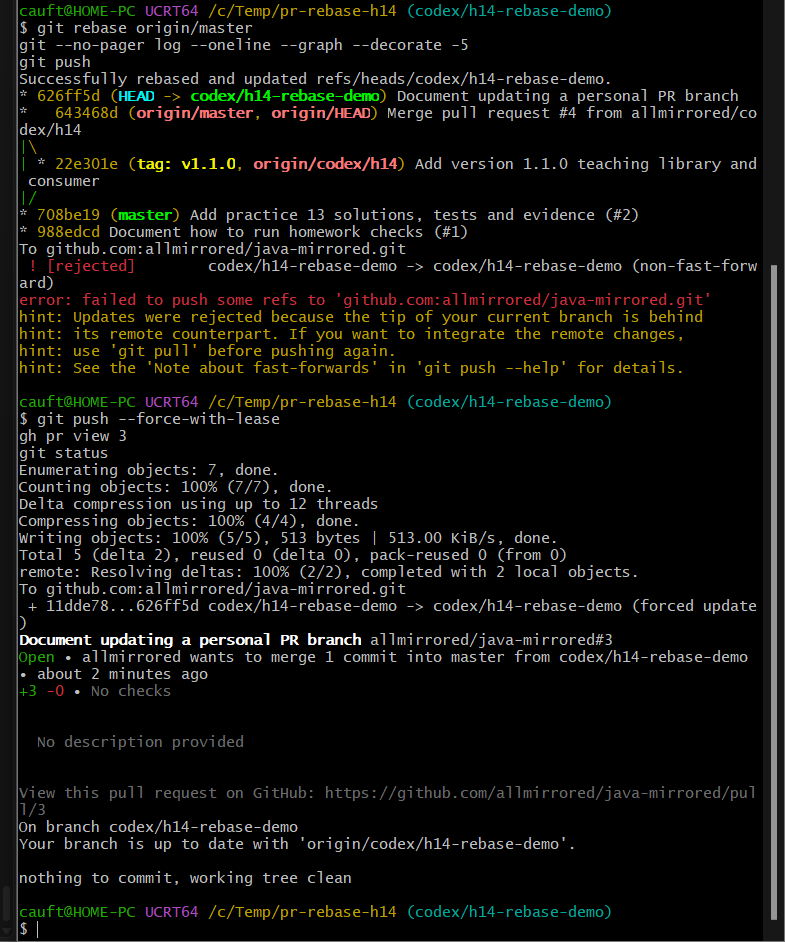 cauft@HOME-PC UCRT64 /c/Temp/pr-rebase-h14 (codex/h14-rebase-demo)
$ git rebase origin/master
git --no-pager log --oneline --graph --decorate -5
git push
Successfully rebased and updated refs/heads/codex/h14-rebase-demo.
* 626ff5d (HEAD -> codex/h14-rebase-demo) Document updating a personal PR branch
*   643468d (origin/master, origin/HEAD) Merge pull request #4 from allmirrored/co
dex/h14
|\
| * 22e301e (tag: v1.1.0, origin/codex/h14) Add version 1.1.0 teaching library and
 consumer
|/
* 708be19 (master) Add practice 13 solutions, tests and evidence (#2)
* 988edcd Document how to run homework checks (#1)
To github.com:allmirrored/java-mirrored.git
 ! [rejected]        codex/h14-rebase-demo -> codex/h14-rebase-demo (non-fast-forw
ard)
error: failed to push some refs to 'github.com:allmirrored/java-mirrored.git'
hint: Updates were rejected because the tip of your current branch is behind
hint: its remote counterpart. If you want to integrate the remote changes,
hint: use 'git pull' before pushing again.
hint: See the 'Note about fast-forwards' in 'git push --help' for details.
cauft@HOME-PC UCRT64 /c/Temp/pr-rebase-h14 (codex/h14-rebase-demo)
$ git push --force-with-lease
gh pr view 3
git status
Enumerating objects: 7, done.
Counting objects: 100% (7/7), done.
Delta compression using up to 12 threads
Compressing objects: 100% (4/4), done.
Writing objects: 100% (5/5), 513 bytes | 513.00 KiB/s, done.
Total 5 (delta 2), reused 0 (delta 0), pack-reused 0 (from 0)
remote: Resolving deltas: 100% (2/2), completed with 2 local objects.
To github.com:allmirrored/java-mirrored.git
 + 11dde78...626ff5d codex/h14-rebase-demo -> codex/h14-rebase-demo (forced update
)
Document updating a personal PR branch allmirrored/java-mirrored#3
Open • allmirrored wants to merge 1 commit into master from codex/h14-rebase-demo
• about 2 minutes ago
+3 -0 • No checks
  No description provided
View this pull request on GitHub: https://github.com/allmirrored/java-mirrored/pul
l/3
On branch codex/h14-rebase-demo
Your branch is up to date with 'origin/codex/h14-rebase-demo'.
nothing to commit, working tree clean
cauft@HOME-PC UCRT64 /c/Temp/pr-rebase-h14 (codex/h14-rebase-demo)
$